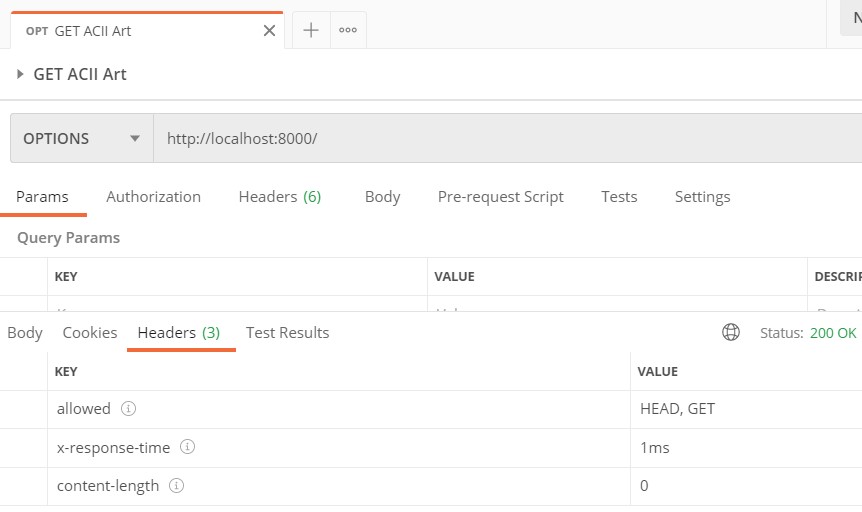 OPT GET ACII Art
N
GET ACII Art
OPTIONS http://localhost:8000/
Params Authorization Headers (6) Body Pre-request Script Tests Settings
Query Params
KEY VALUE DESCRIP
Body Cookies Headers (3) Test Results Status: 200 OK
KEY VALUE
allowed HEAD, GET
x-response-time 1ms
content-length 0